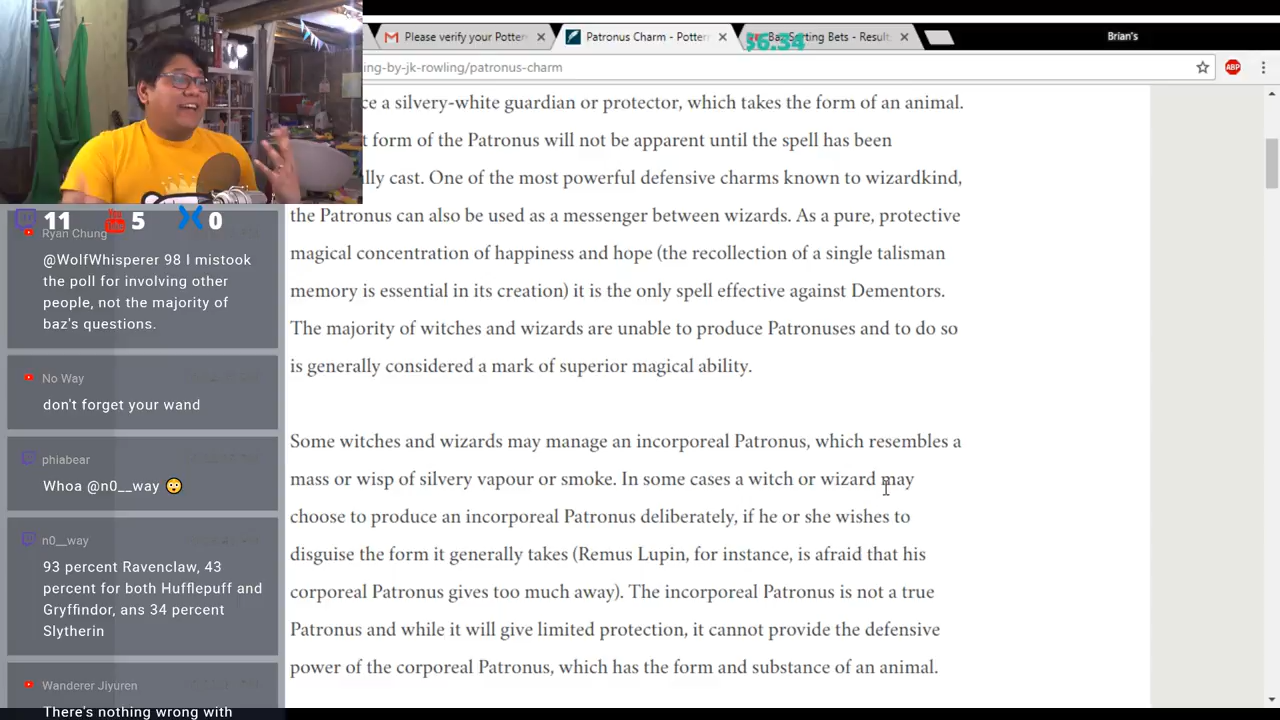 Please verify your Potter
Patronus Charm - Potter
Baz Sorting Bets - Result
$6.34
Brian's
ing-by-jk-rowling/patronus-charm
ABP
ce a silvery-white guardian or protector, which takes the form of an animal.
t form of the Patronus will not be apparent until the spell has been
lly cast. One of the most powerful defensive charms known to wizardkind,
the Patronus can also be used as a messenger between wizards. As a pure, protective
magical concentration of happiness and hope (the recollection of a single talisman
memory is essential in its creation) it is the only spell effective against Dementors.
The majority of witches and wizards are unable to produce Patronuses and to do so
is generally considered a mark of superior magical ability.
Some witches and wizards may manage an incorporeal Patronus, which resembles a
mass or wisp of silvery vapour or smoke. In some cases a witch or wizard may
choose to produce an incorporeal Patronus deliberately, if he or she wishes to
disguise the form it generally takes (Remus Lupin, for instance, is afraid that his
corporeal Patronus gives too much away). The incorporeal Patronus is not a true
Patronus and while it will give limited protection, it cannot provide the defensive
power of the corporeal Patronus, which has the form and substance of an animal.
11 You Tube 5 0
Ryan Chung
@WolfWhisperer 98 I mistook
the poll for involving other
people, not the majority of
baz's questions.
No Way
don't forget your wand
phiabear
Whoa @n0__way 😳
n0__way
93 percent Ravenclaw, 43
percent for both Hufflepuff and
Gryffindor, ans 34 percent
Slytherin
Wanderer Jiyuren
There's nothing wrong with